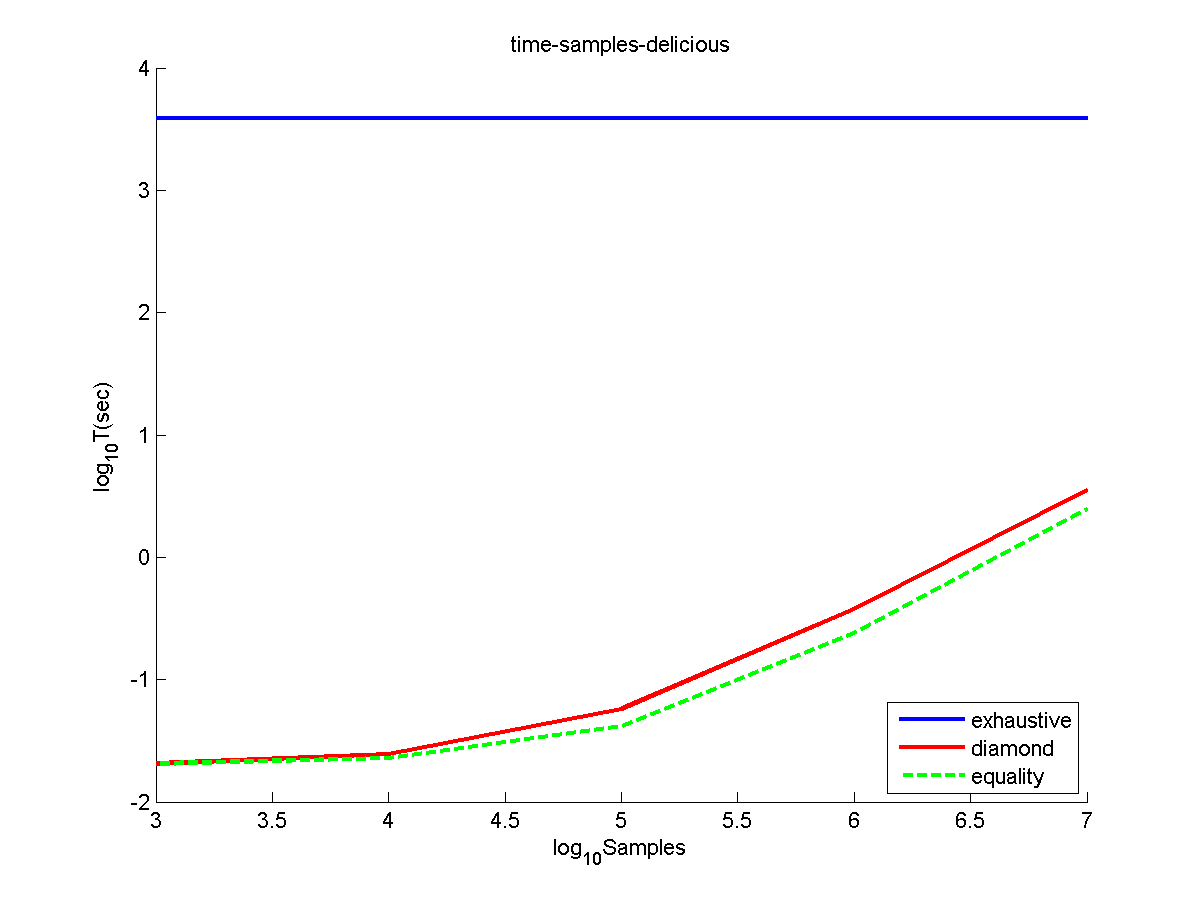 time-samples-delicious
4
3
2
1
0
-1
-2
log10T(sec)
3 3.5 4 4.5 5 5.5 6 6.5 7
log10Samples
exhaustive
diamond
equality